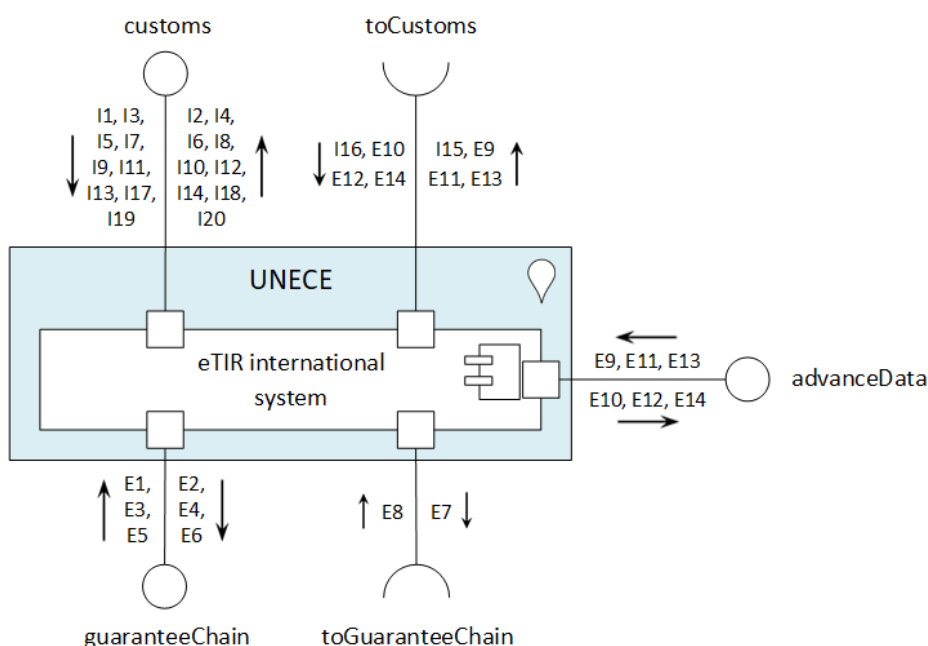 customs
toCustoms
I1, I3,
I5, I7,
I9, I11,
I13, I17,
I19
I2, I4,
I6, I8,
I10, I12,
I14, I18,
I20
I16, E10
E12, E14
I15, E9
E11, E13
UNECE
eTIR international
system
E9, E11, E13
E10, E12, E14
advanceData
E1,
E3,
E5
E2,
E4,
E6
E8
E7
guaranteeChain
toGuaranteeChain